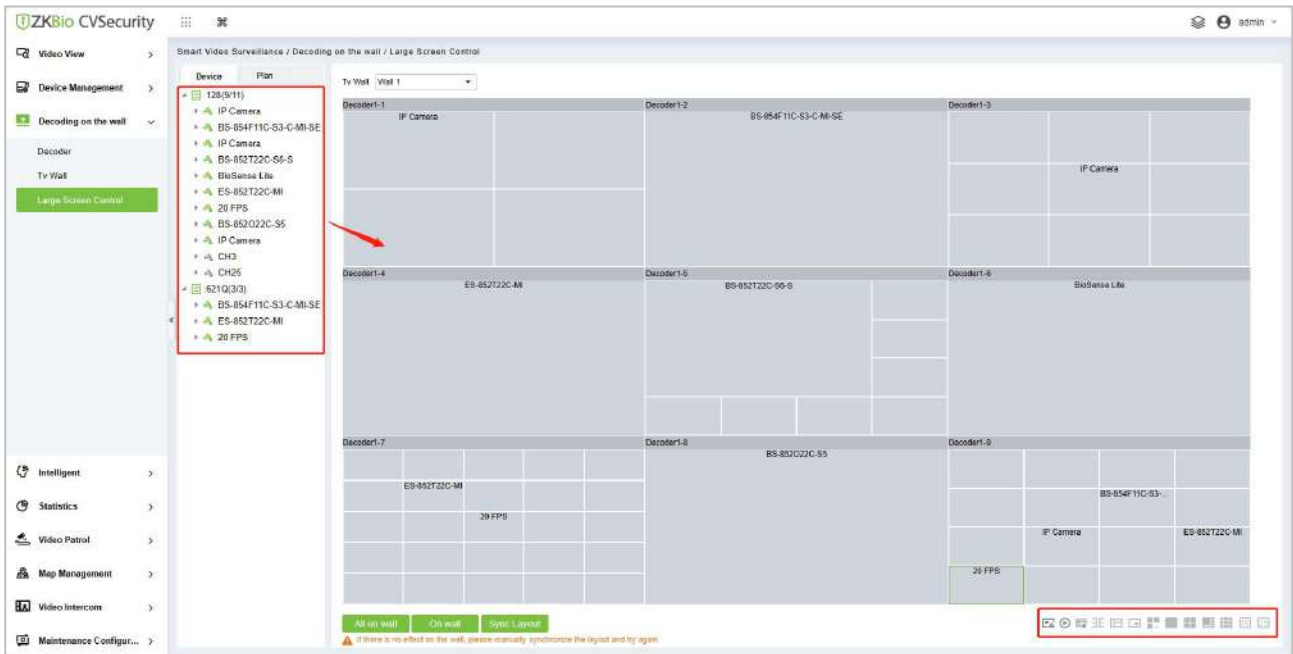 ZKBio CVSecurity
admin
Video View
Device Management
Decoding on the wall
Decoder
Tv Wall
Large Screen Control
Intelligent
Statistics
Video Patrol
Map Management
Video Intercom
Maintenance Configur...
Smart Video Surveillance / Decoding on the wall / Large Screen Control
Device Plan
128(9/11)
IP Camera
BS-854F11C-S3-C-MI-SE
IP Camera
BS-852T22C-S6-S
BioSense Lite
ES-852T22C-MI
20 FPS
BS-852O22C-S5
IP Camera
CH3
CH25
621Q(3/3)
BS-854F11C-S3-C-MI-SE
ES-852T22C-MI
20 FPS
Tv Wall Wall 1
Decoder1-1 Decoder1-2 Decoder1-3
IP Camera BS-854F11C-S3-C-MI-SE
IP Camera
Decoder1-4 Decoder1-5 Decoder1-6
ES-852T22C-MI BS-852T22C-S6-S BioSense Lite
Decoder1-7 Decoder1-8 Decoder1-9
BS-852O22C-S5
ES-852T22C-MI BS-854F11C-S3-...
20 FPS IP Camera ES-852T22C-MI
20 FPS
All on wall On wall Sync Layout
If there is no effect on the wall, please manually synchronize the layout and try again